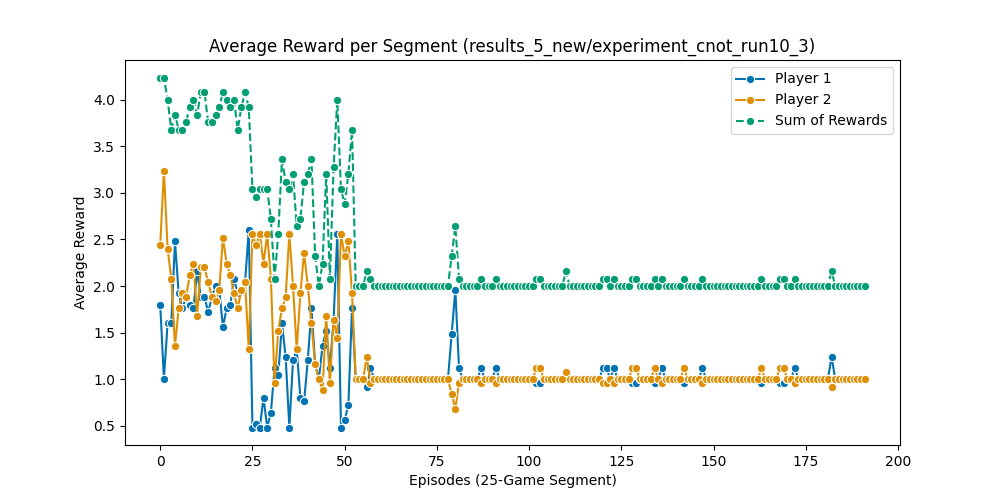 Average Reward per Segment (results_5_new/experiment_cnot_run10_3)
Player 1
Player 2
Sum of Rewards
Average Reward
4.0
3.5
3.0
2.5
2.0
1.5
1.0
0.5
0 25 50 75 100 125 150 175 200
Episodes (25-Game Segment)